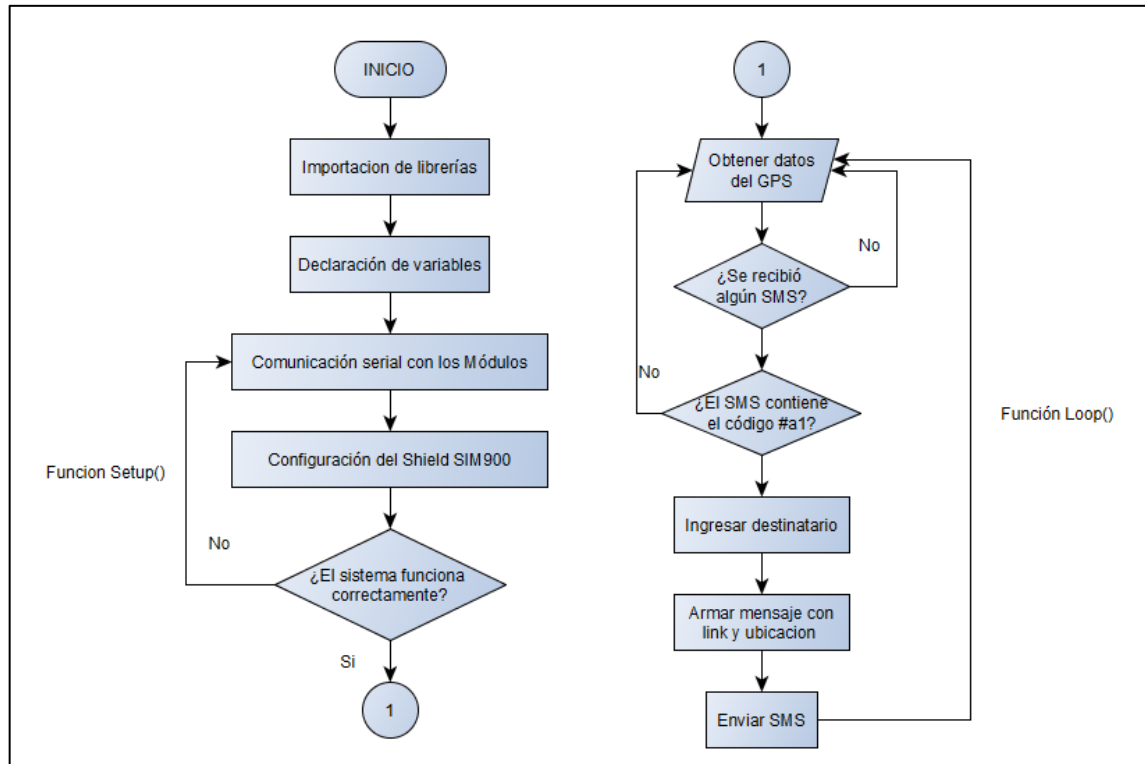 INICIO
Importacion de librerías
Declaración de variables
Comunicación serial con los Módulos
Configuración del Shield SIM900
Funcion Setup()
No
¿El sistema funciona
correctamente?
Si
1
1
Obtener datos
del GPS
No
¿Se recibió
algún SMS?
No
¿El SMS contiene
el código #a1?
Función Loop()
Ingresar destinatario
Armar mensaje con
link y ubicacion
Enviar SMS